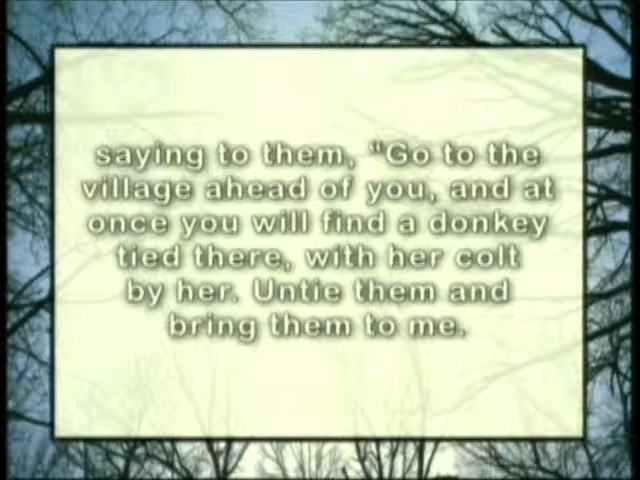 saying to them, “Go to the
village ahead of you, and at
once you will find a donkey
tied there, with her colt
by her. Untie them and
bring them to me.